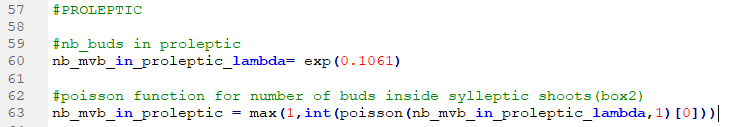 57 #PROLEPTIC
58
59 #nb_buds in proleptic
60 nb_mvb_in_proleptic_lambda= exp(0.1061)
61
62 #poisson function for number of buds inside sylleptic shoots(box2)
63 nb_mvb_in_proleptic = max(1,int(poisson(nb_mvb_in_proleptic_lambda,1)[0]))